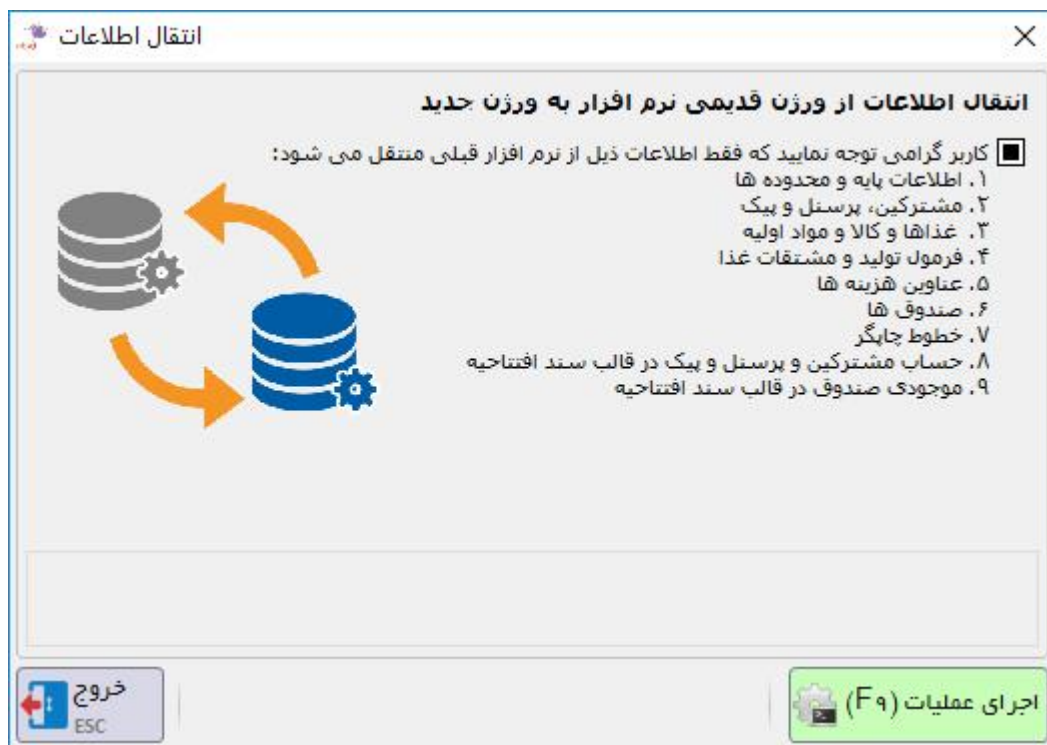 انتقال اطلاعات
انتقال اطلاعات از ورژن قدیمی نرم افزار به ورژن جدید
کاربر گرامی توجه نمایید که فقط اطلاعات ذیل از نرم افزار قبلی منتقل می شود:
۱. اطلاعات پایه و محدوده ها
۲. مشترکین، پرسنل و پیک
۳. غذاها و کالا و مواد اولیه
۴. فرمول تولید و مشتقات غذا
۵. عناوین هزینه ها
۶. صندوق ها
۷. خطوط چاپگر
۸. حساب مشترکین و پرسنل و پیک در قالب سند افتتاحیه
۹. موجودی صندوق در قالب سند افتتاحیه
اجرای عملیات (F۹)
خروج
ESC